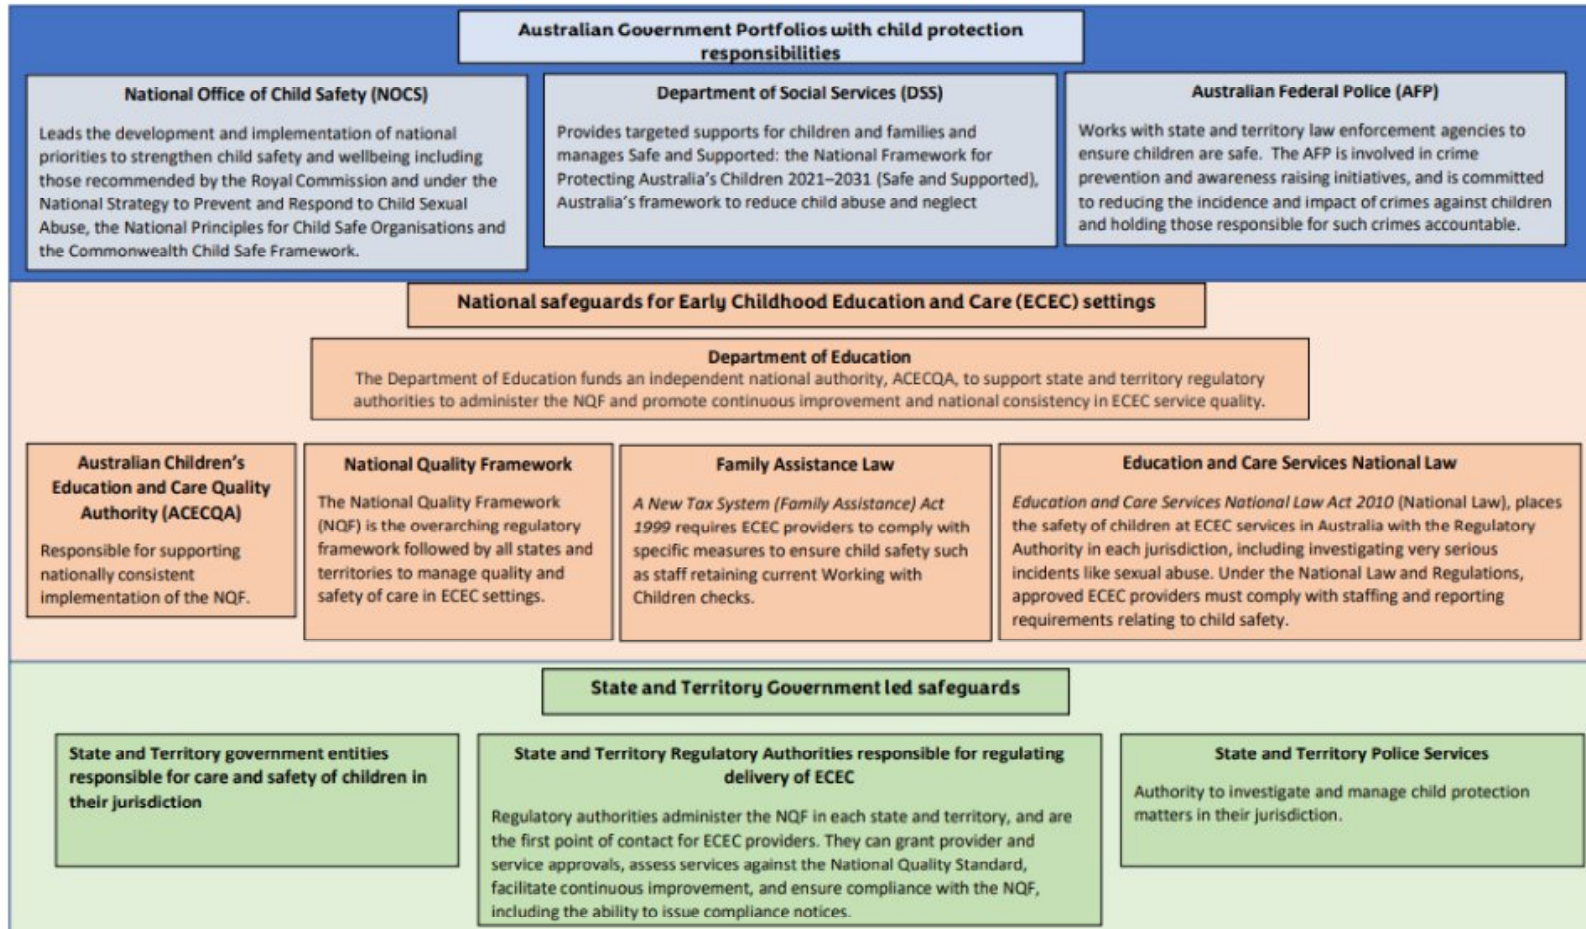 Australian Government Portfolios with child protection
responsibilities
National Office of Child Safety (NOCS)
Leads the development and implementation of national
priorities to strengthen child safety and wellbeing including
those recommended by the Royal Commission and under the
National Strategy to Prevent and Respond to Child Sexual
Abuse, the National Principles for Child Safe Organisations and
the Commonwealth Child Safe Framework.
Department of Social Services (DSS)
Provides targeted supports for children and families and
manages Safe and Supported: the National Framework for
Protecting Australia's Children 2021–2031 (Safe and Supported),
Australia's framework to reduce child abuse and neglect
Australian Federal Police (AFP)
Works with state and territory law enforcement agencies to
ensure children are safe. The AFP is involved in crime
prevention and awareness raising initiatives, and is committed
to reducing the incidence and impact of crimes against children
and holding those responsible for such crimes accountable.
National safeguards for Early Childhood Education and Care (ECEC) settings
Department of Education
The Department of Education funds an independent national authority, ACECQA, to support state and territory regulatory
authorities to administer the NQF and promote continuous improvement and national consistency in ECEC service quality.
Australian Children's
Education and Care Quality
Authority (ACECQA)
Responsible for supporting
nationally consistent
implementation of the NQF.
National Quality Framework
The National Quality Framework
(NQF) is the overarching regulatory
framework followed by all states and
territories to manage quality and
safety of care in ECEC settings.
Family Assistance Law
A New Tax System (Family Assistance) Act
1999 requires ECEC providers to comply with
specific measures to ensure child safety such
as staff retaining current Working with
Children checks.
Education and Care Services National Law
Education and Care Services National Law Act 2010 (National Law), places
the safety of children at ECEC services in Australia with the Regulatory
Authority in each jurisdiction, including investigating very serious
incidents like sexual abuse. Under the National Law and Regulations,
approved ECEC providers must comply with staffing and reporting
requirements relating to child safety.
State and Territory Government led safeguards
State and Territory government entities
responsible for care and safety of children in
their jurisdiction
State and Territory Regulatory Authorities responsible for regulating
delivery of ECEC
Regulatory authorities administer the NQF in each state and territory, and are
the first point of contact for ECEC providers. They can grant provider and
service approvals, assess services against the National Quality Standard,
facilitate continuous improvement, and ensure compliance with the NQF,
including the ability to issue compliance notices.
State and Territory Police Services
Authority to investigate and manage child protection
matters in their jurisdiction.